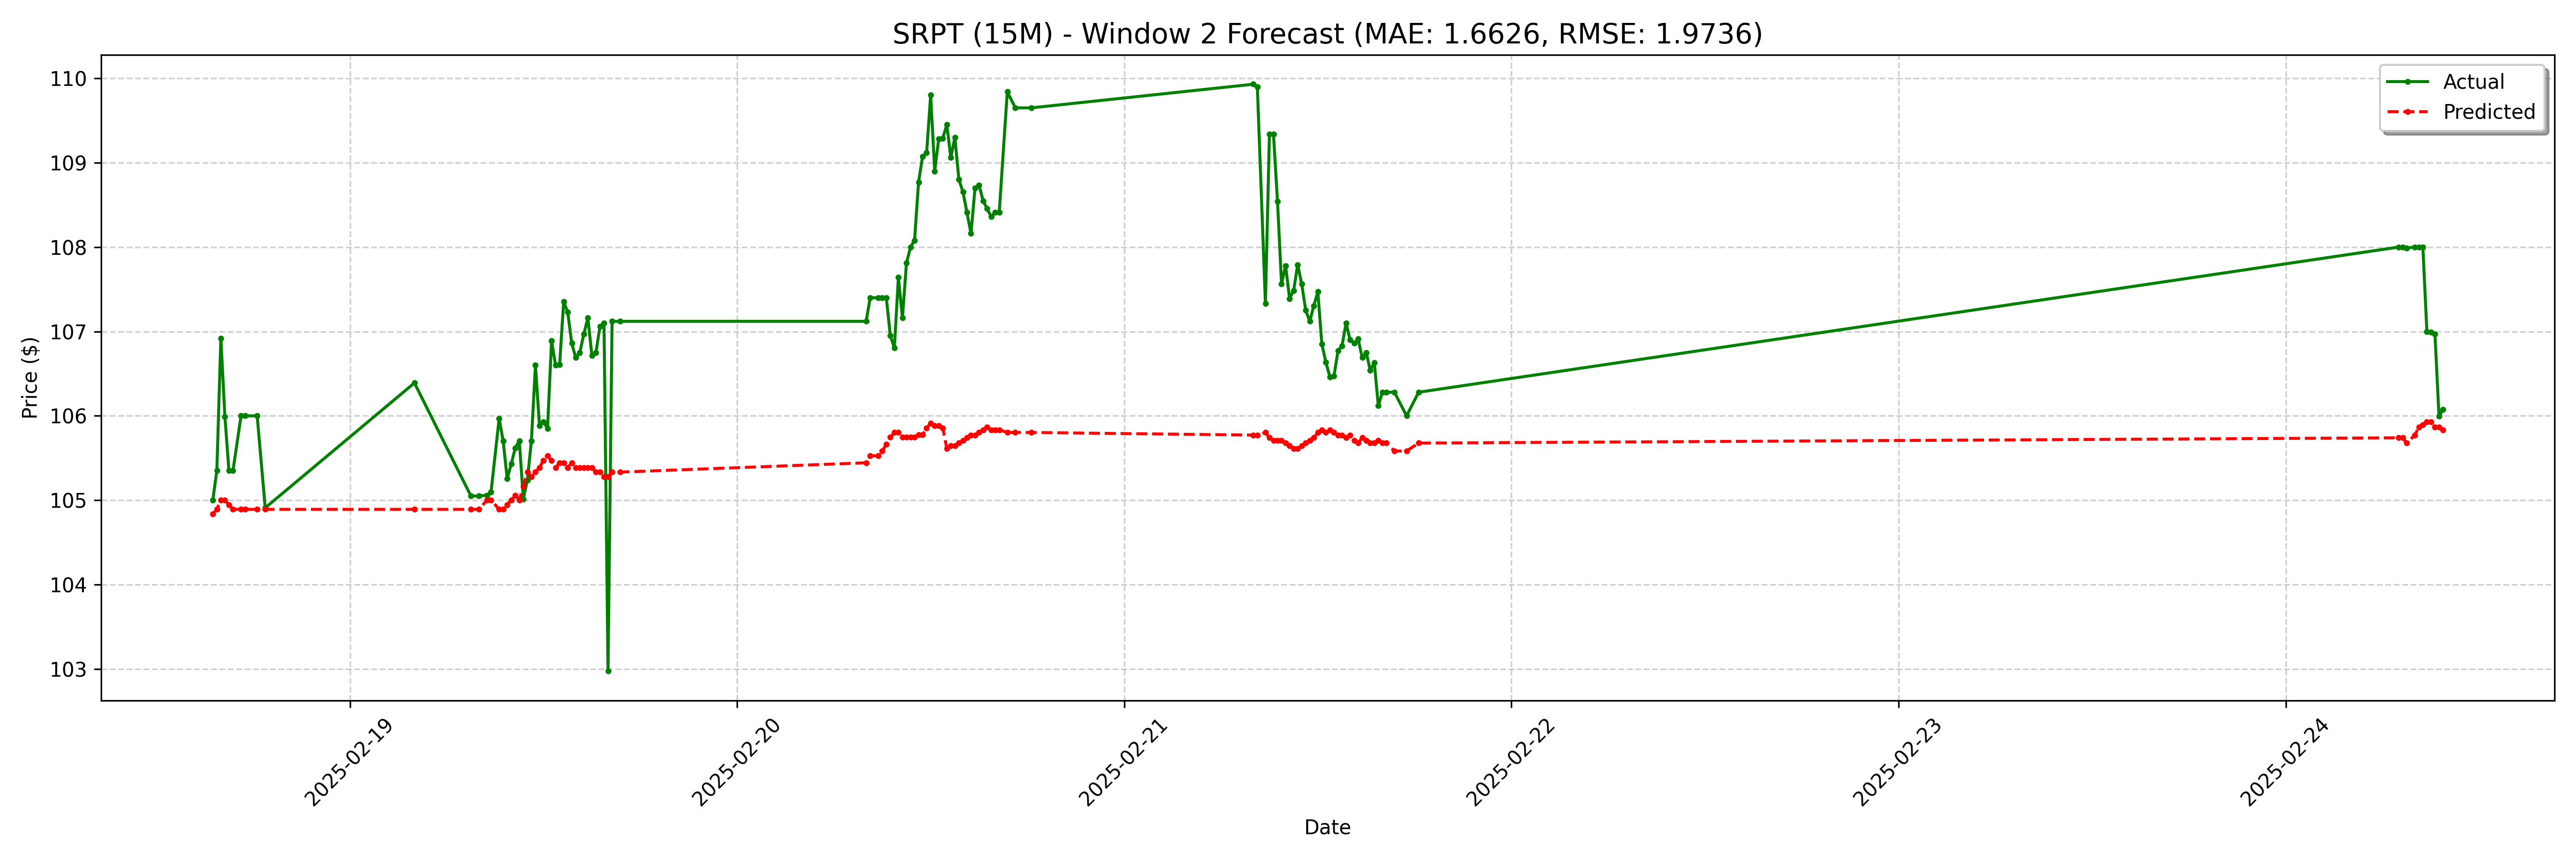 SRPT (15M) - Window 2 Forecast (MAE: 1.6626, RMSE: 1.9736)
Actual
Predicted
Price ($)
110
109
108
107
106
105
104
103
2025-02-19
2025-02-20
2025-02-21
2025-02-22
2025-02-23
2025-02-24
Date